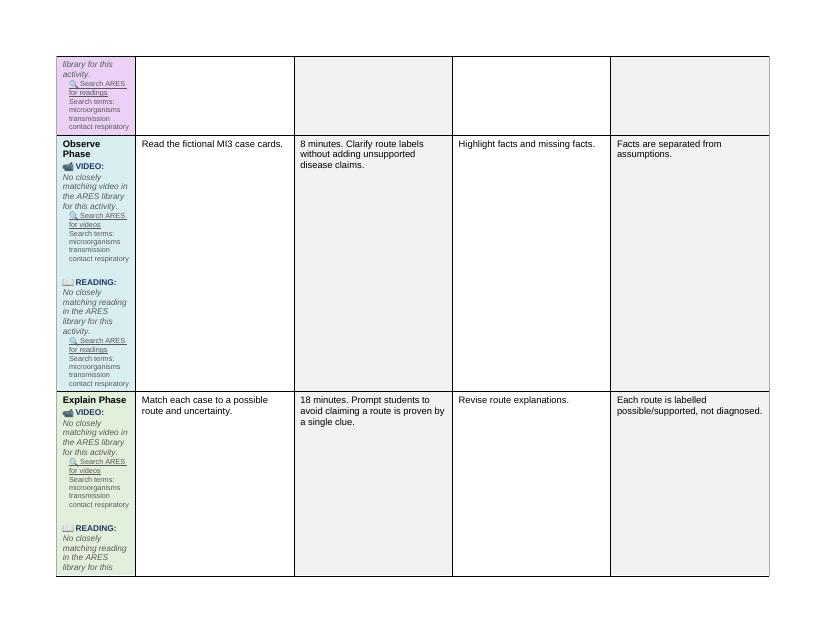 library for this
activity.
🔍 Search ARES
for readings
Search terms:
microorganisms
transmission
contact respiratory
Observe
Phase
📹 VIDEO:
No closely
matching video in
the ARES library
for this activity.
🔍 Search ARES
for videos
Search terms:
microorganisms
transmission
contact respiratory
📖 READING:
No closely
matching reading
in the ARES
library for this
activity.
🔍 Search ARES
for readings
Search terms:
microorganisms
transmission
contact respiratory
Read the fictional MI3 case cards.
8 minutes. Clarify route labels
without adding unsupported
disease claims.
Highlight facts and missing facts.
Facts are separated from
assumptions.
Explain Phase
📹 VIDEO:
No closely
matching video in
the ARES library
for this activity.
🔍 Search ARES
for videos
Search terms:
microorganisms
transmission
contact respiratory
📖 READING:
No closely
matching reading
in the ARES
library for this
Match each case to a possible
route and uncertainty.
18 minutes. Prompt students to
avoid claiming a route is proven by
a single clue.
Revise route explanations.
Each route is labelled
possible/supported, not diagnosed.